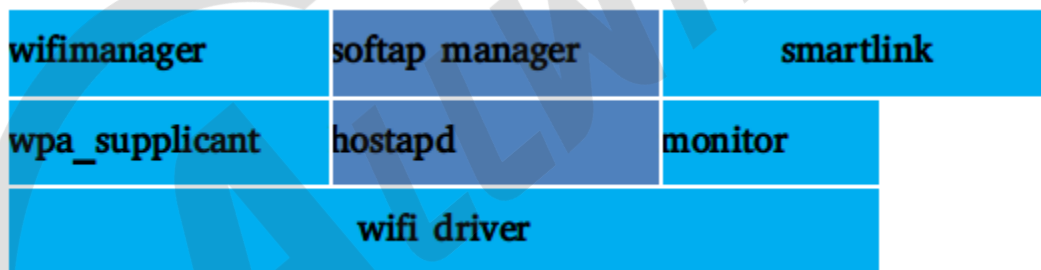 wifimanager softap manager smartlink
wpa_supplicant hostapd monitor
wifi driver